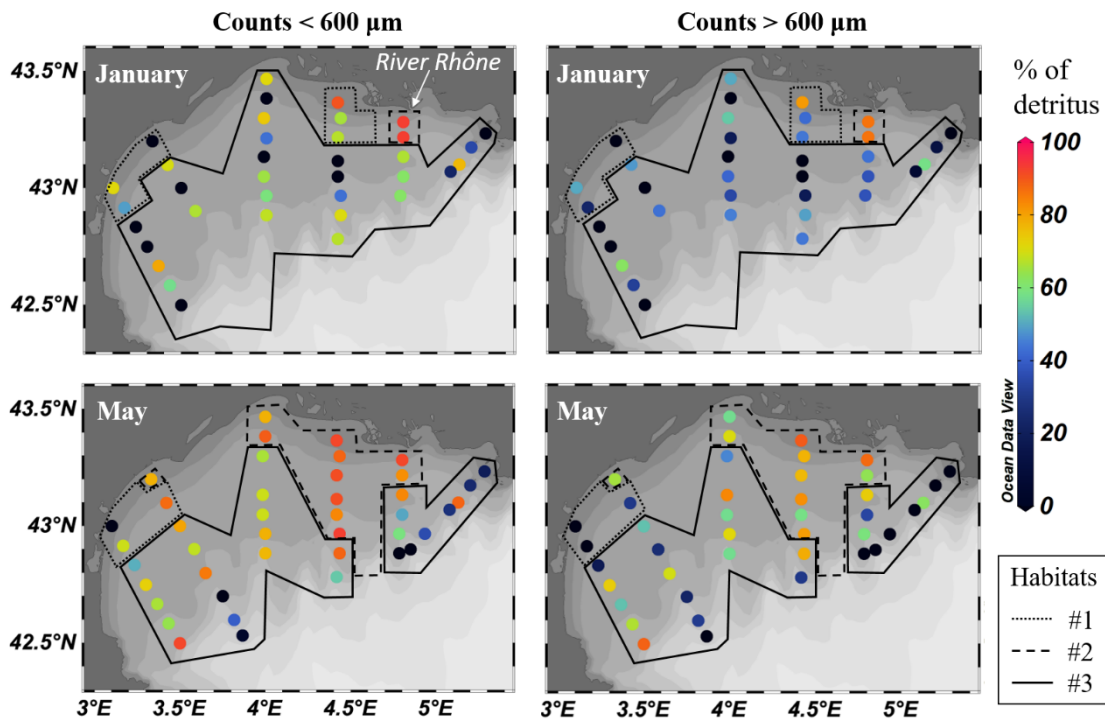 Counts < 600 µm
Counts > 600 µm
January
River Rhône
January
43.5°N
43°N
42.5°N
May
May
43.5°N
43°N
42.5°N
3°E
3.5°E
4°E
4.5°E
5°E
3°E
3.5°E
4°E
4.5°E
5°E
% of
detritus
100
80
60
40
20
0
Ocean Data View
Habitats
#1
#2
#3